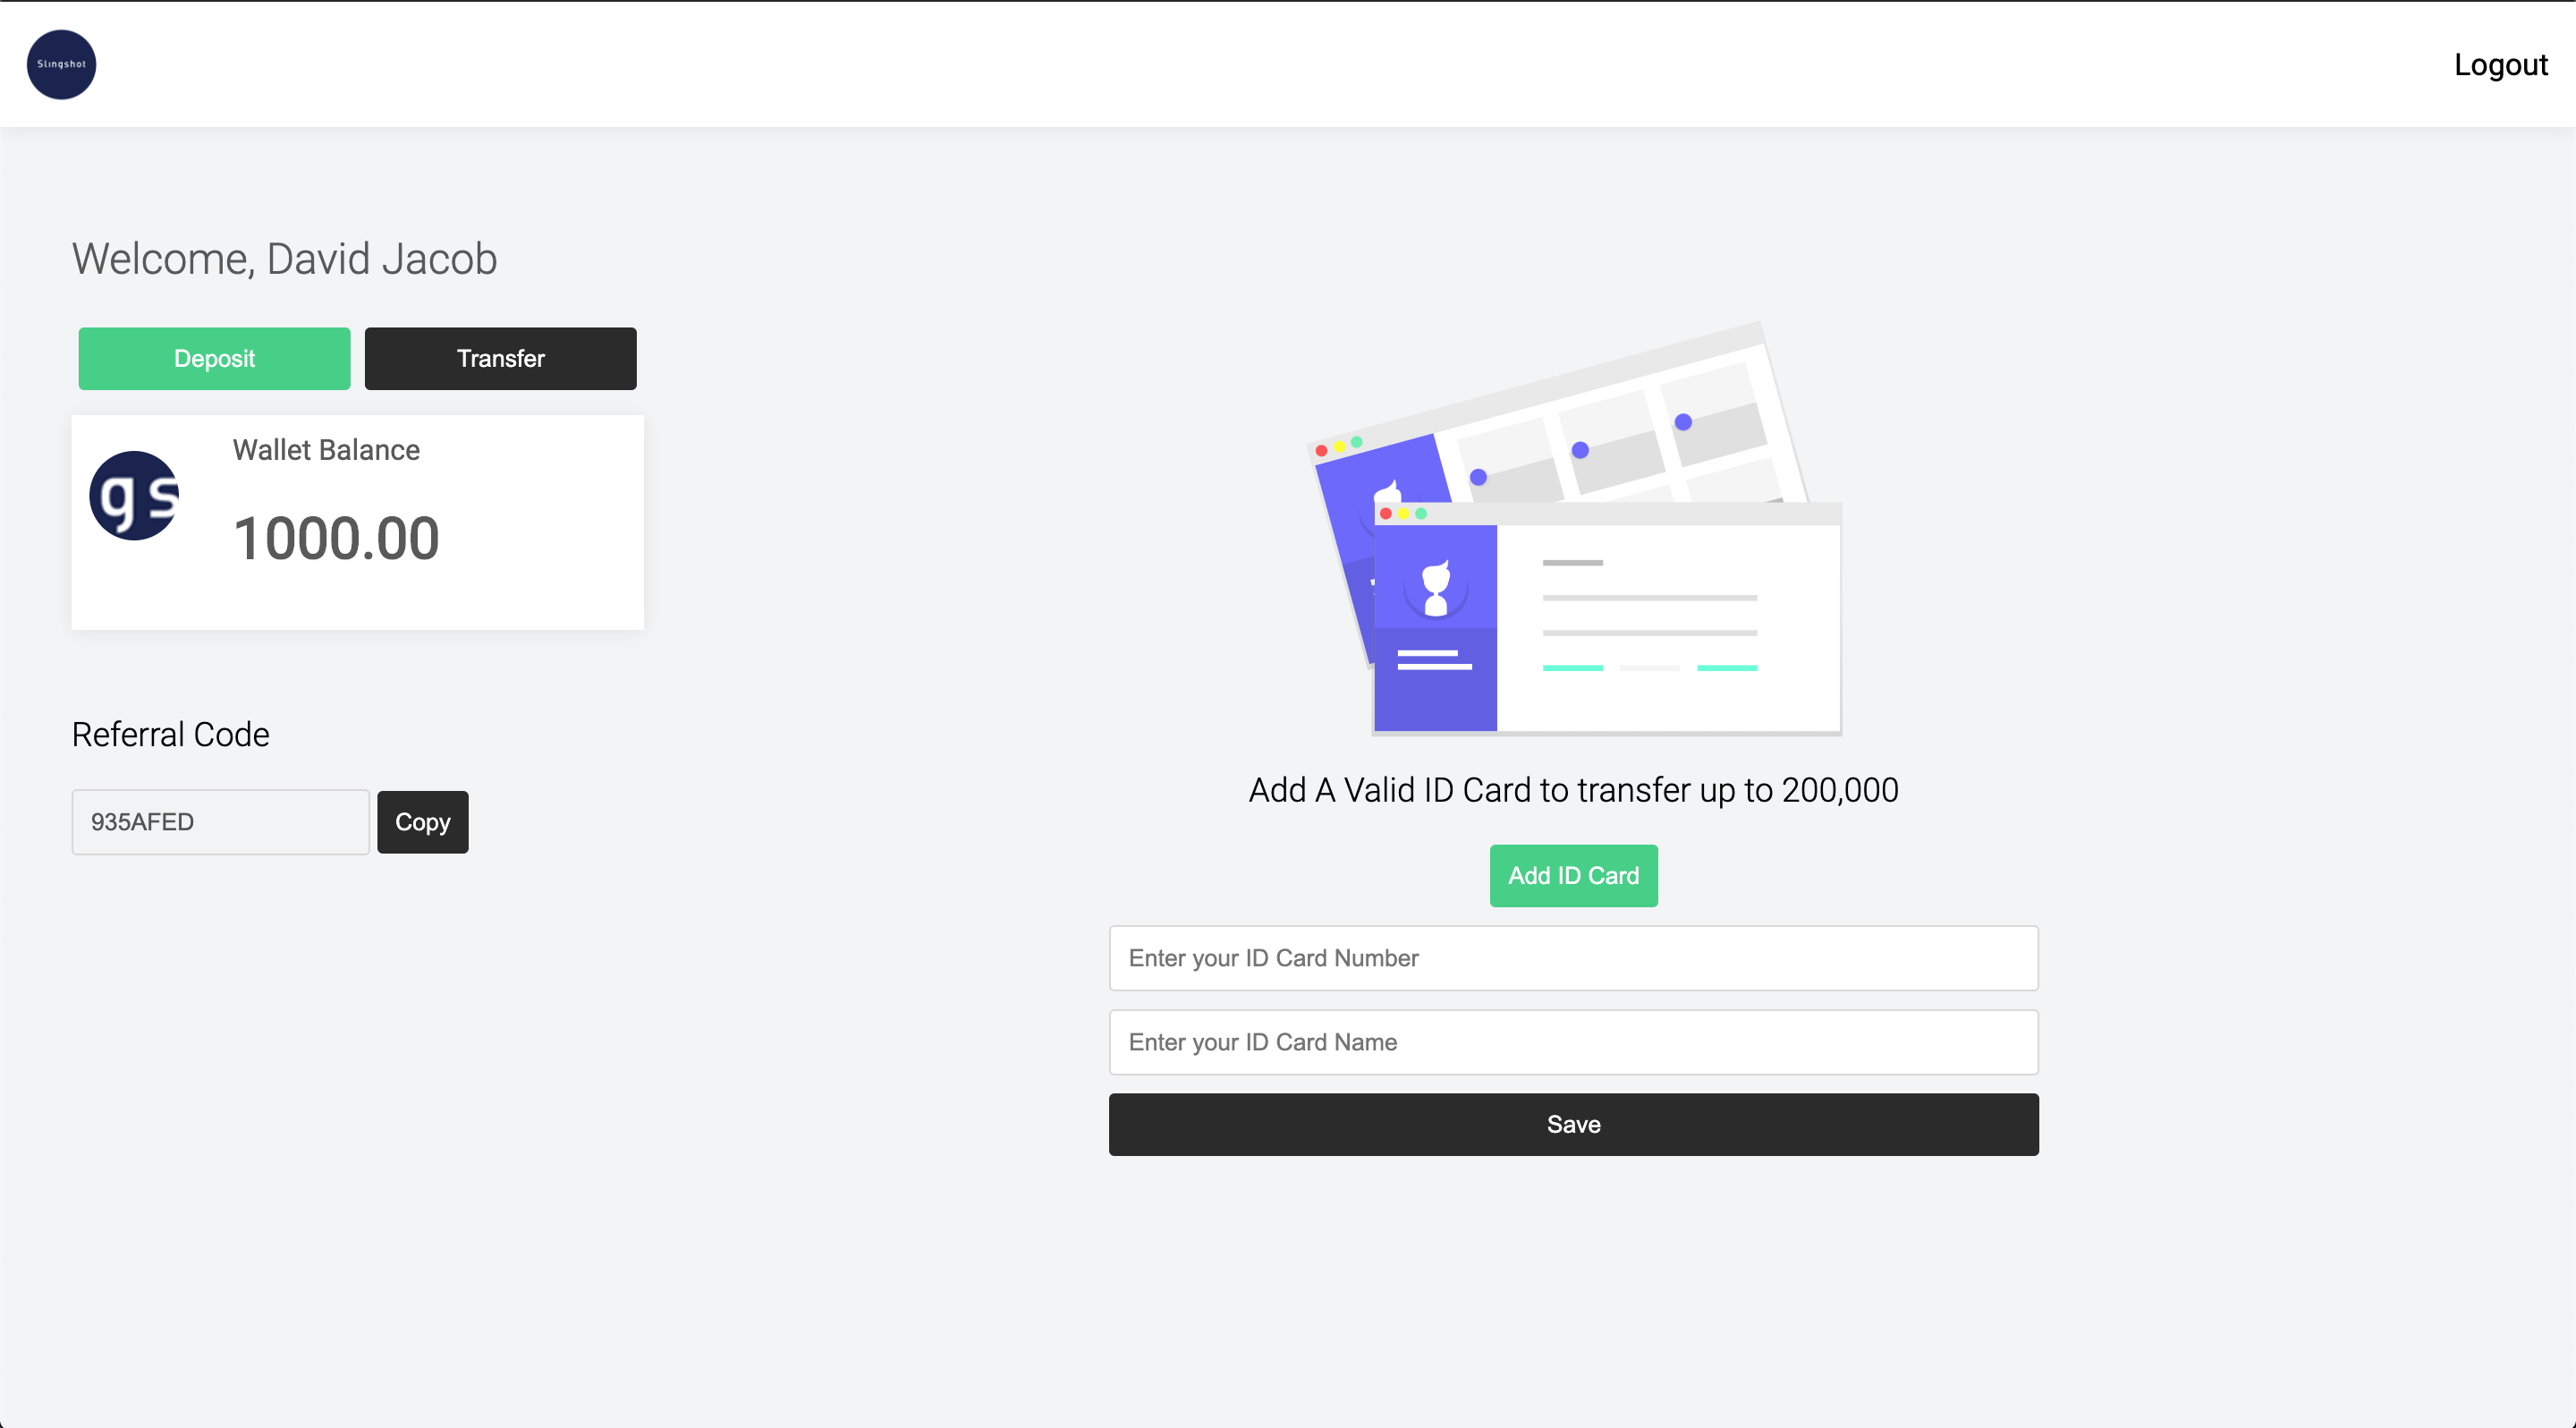 Slingshot
Logout
Welcome, David Jacob
Deposit
Transfer
Wallet Balance
gs
1000.00
Referral Code
935AFED
Copy
Add A Valid ID Card to transfer up to 200,000
Add ID Card
Enter your ID Card Number
Enter your ID Card Name
Save